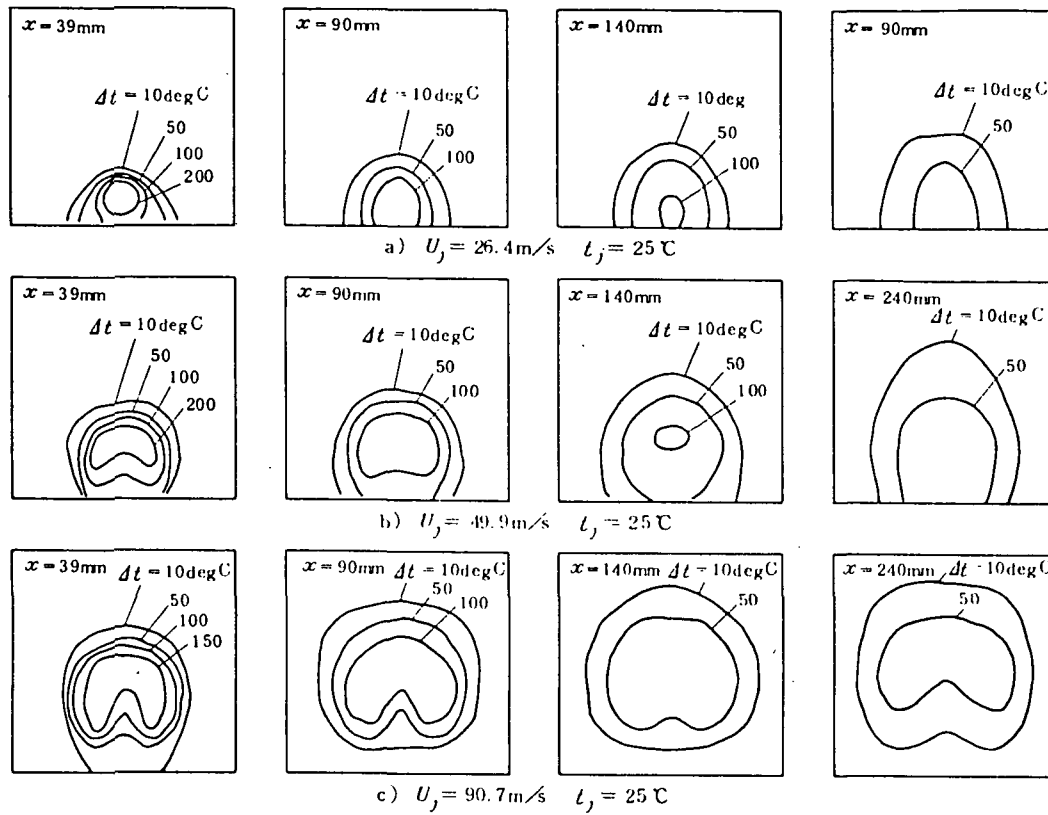 x = 39mm
Δt = 10degC
50
100
200
x = 90mm
Δt = 10degC
50
100
x = 140mm
Δt = 10deg
50
100
x = 90mm
Δt = 10degC
50
a) Uj = 26.4m/s tj = 25℃
x = 39mm
Δt = 10degC
50
100
200
x = 90mm
Δt = 10degC
50
100
x = 140mm
Δt = 10degC
50
100
x = 240mm
Δt = 10degC
50
b) Uj = 49.9m/s tj = 25℃
x = 39mm Δt = 10degC
50
100
150
x = 90mm Δt = 10degC
50
100
x = 140mm Δt = 10degC
50
x = 240mm Δt = 10degC
50
c) Uj = 90.7m/s tj = 25℃